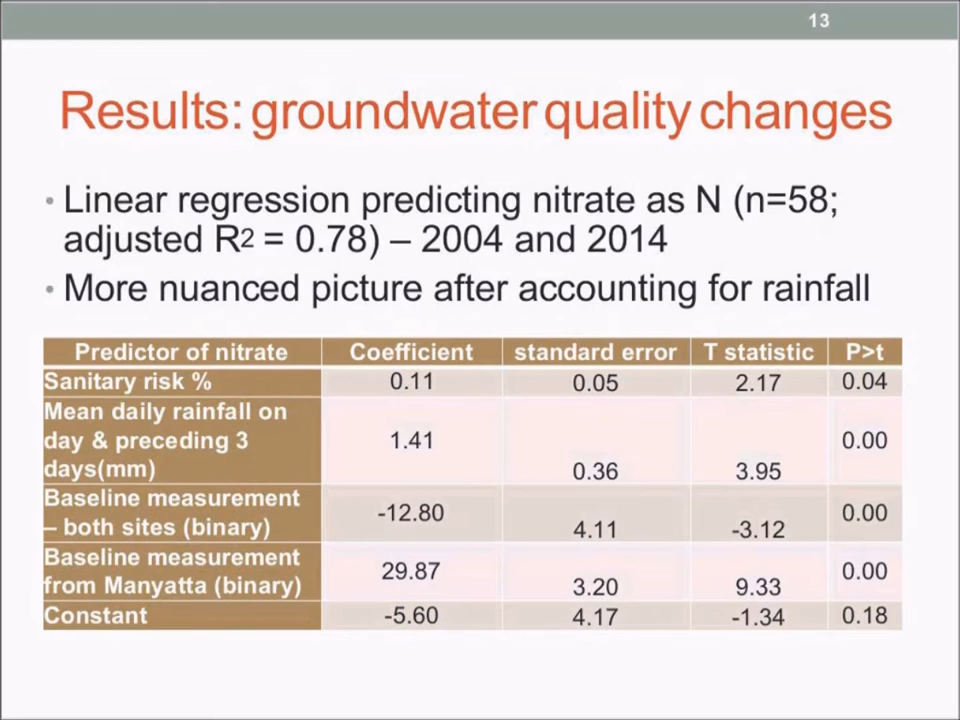 13
Results: groundwater quality changes
• Linear regression predicting nitrate as N (n=58;
adjusted R2 = 0.78) – 2004 and 2014
• More nuanced picture after accounting for rainfall
Predictor of nitrate Coefficient standard error T statistic P>t
Sanitary risk % 0.11 0.05 2.17 0.04
Mean daily rainfall on
day & preceding 3
days(mm) 1.41 0.36 3.95 0.00
Baseline measurement
– both sites (binary) -12.80 4.11 -3.12 0.00
Baseline measurement
from Manyatta (binary) 29.87 3.20 9.33 0.00
Constant -5.60 4.17 -1.34 0.18